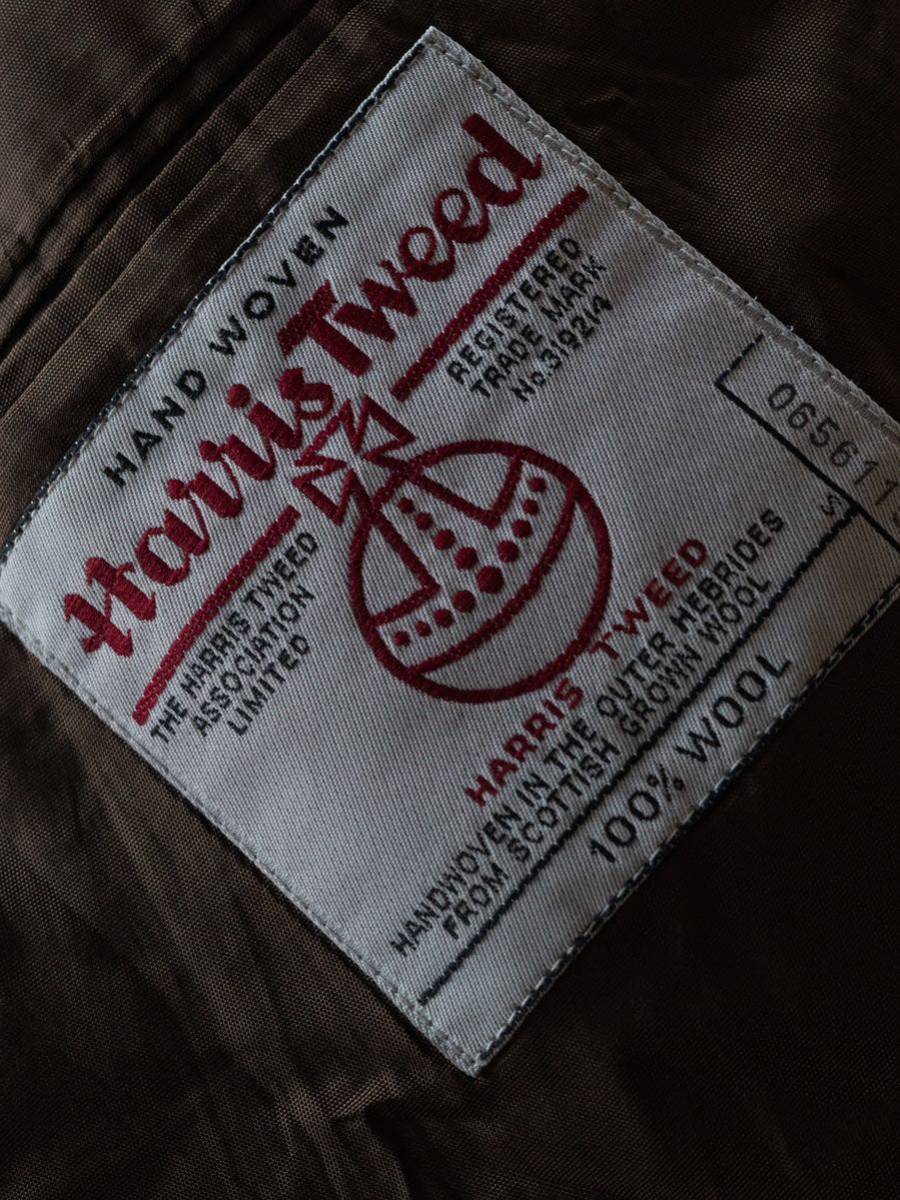 HAND WOVEN
Harris Tweed
REGISTERED
TRADE MARK
No.319214
THE HARRIS TWEED
ASSOCIATION
LIMITED
065611
S
HARRIS TWEED
HANDWOVEN IN THE OUTER HEBRIDES
FROM SCOTTISH GROWN WOOL
100% WOOL